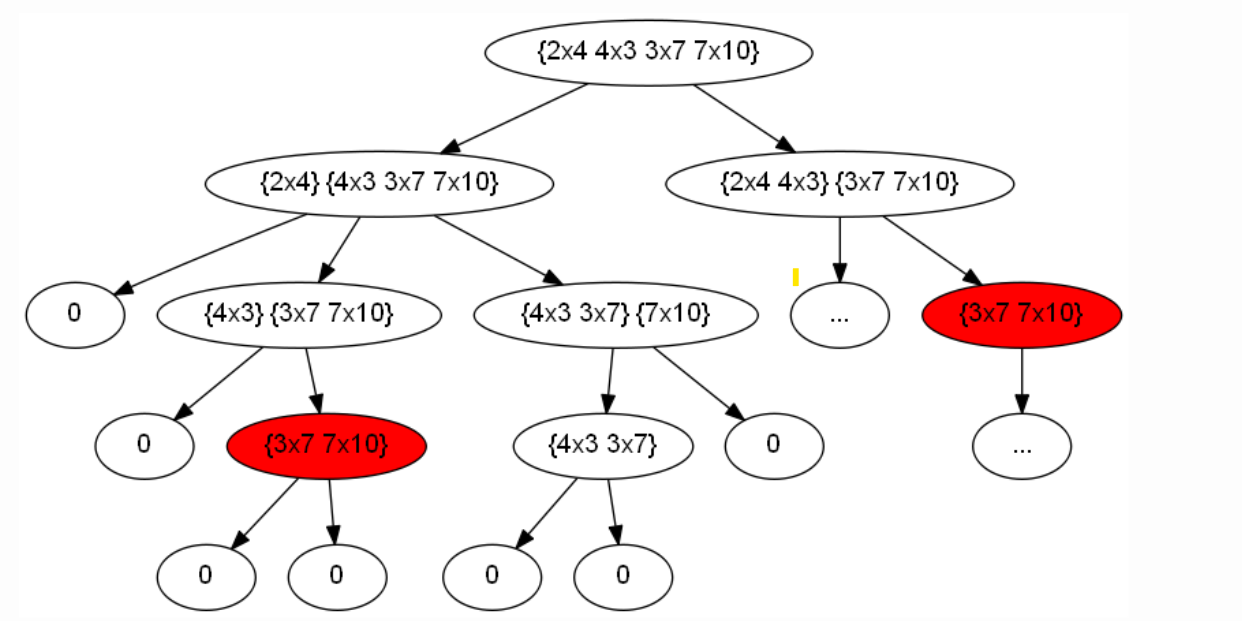 {2x4 4x3 3x7 7x10}
{2x4} {4x3 3x7 7x10}
{2x4 4x3} {3x7 7x10}
0
{4x3} {3x7 7x10}
{4x3 3x7} {7x10}
...
{3x7 7x10}
0
{3x7 7x10}
{4x3 3x7}
0
...
0
0
0
0